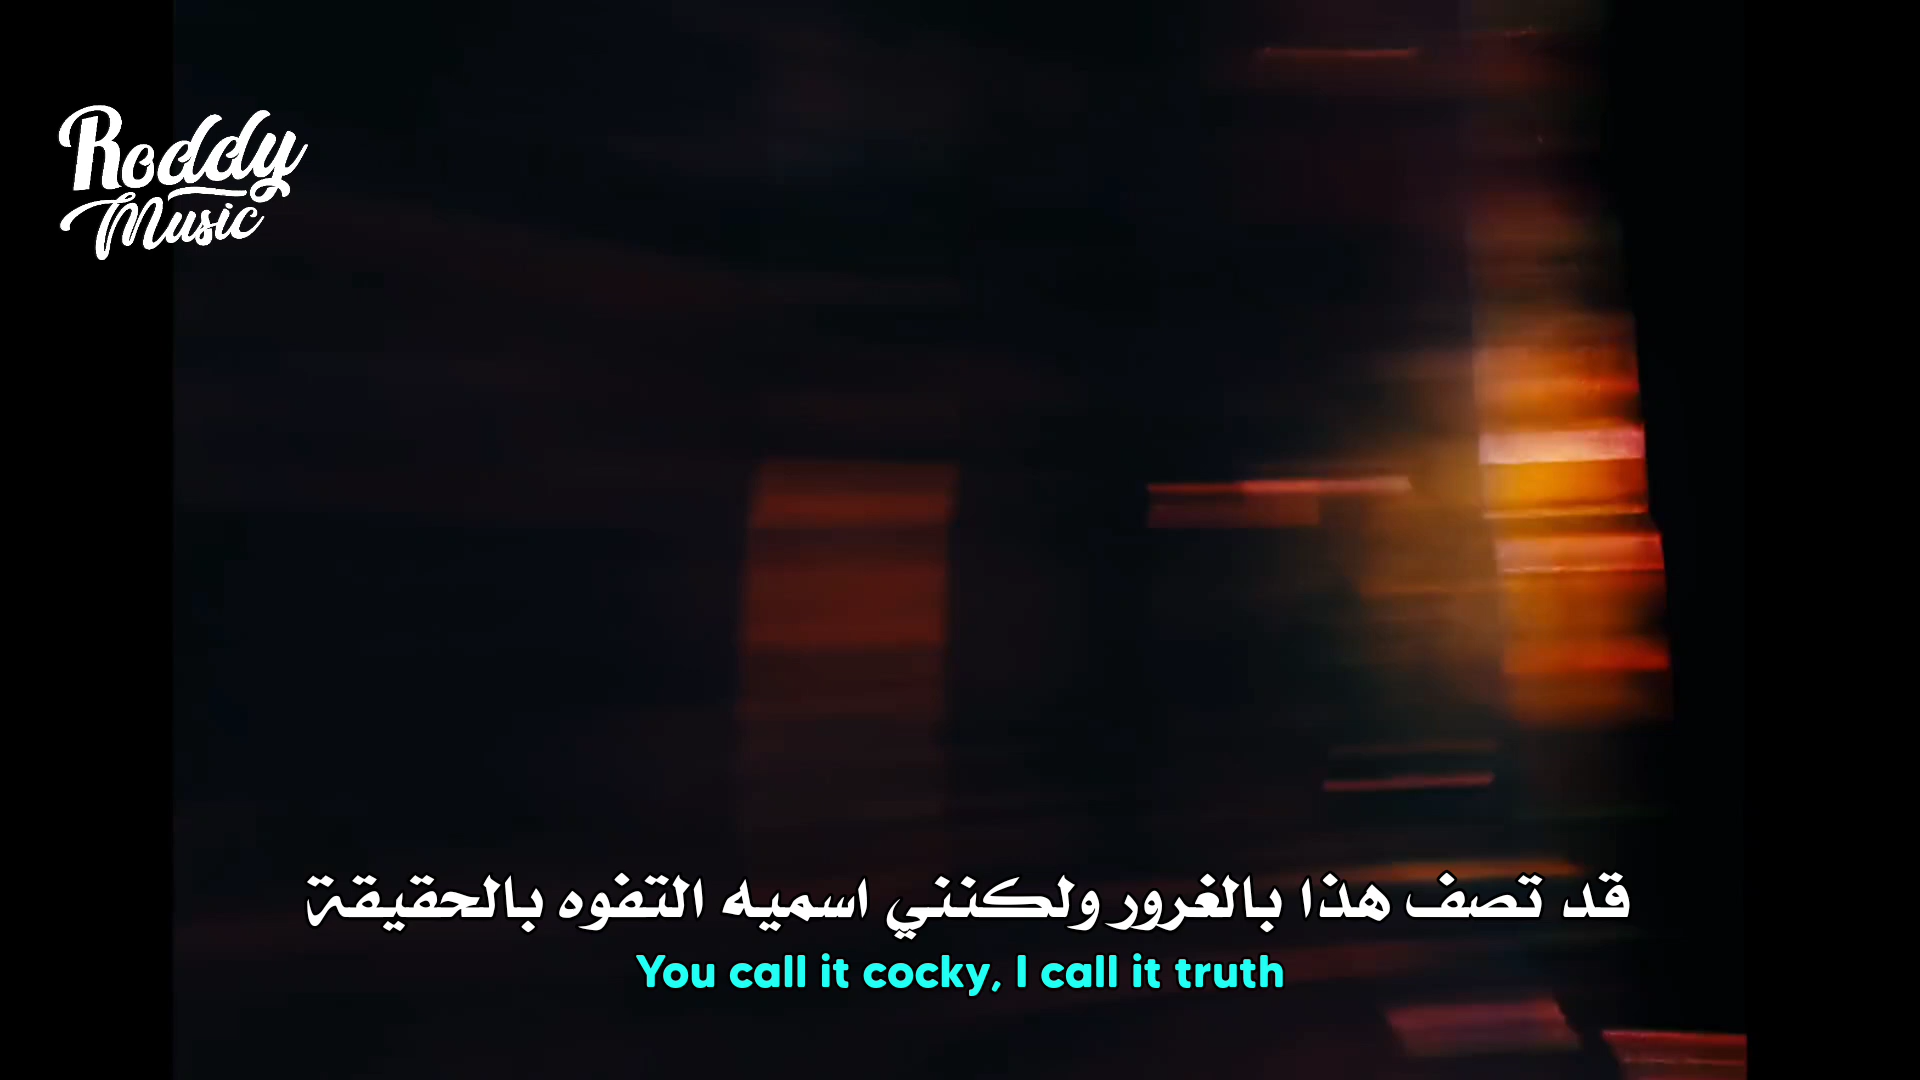 Roddy
Music
قد تصف هذا بالغرور ولكنني اسميه التفوه بالحقيقة
You call it cocky, I call it truth